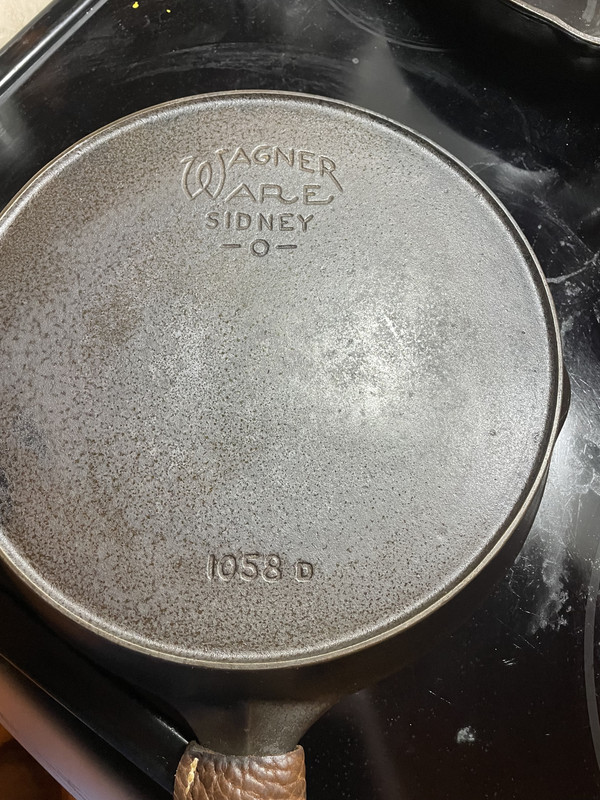 WAGNER
WARE
SIDNEY
-O-
1058 D